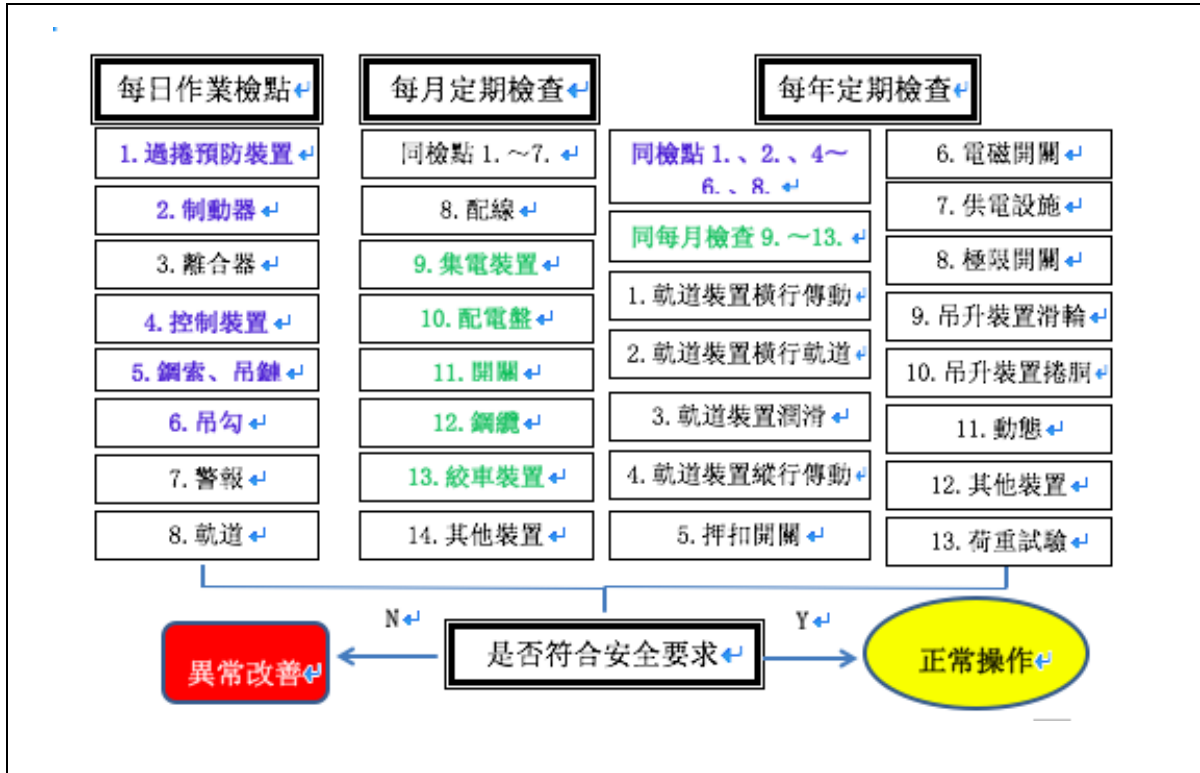 每日作業檢點
1. 過捲預防裝置
2. 制動器
3. 離合器
4. 控制裝置
5. 鋼索、吊鏈
6. 吊勾
7. 警報
8. 軌道
每月定期檢查
同檢點 1. ～7.
8. 配線
9. 集電裝置
10. 配電盤
11. 開關
12. 鋼纜
13. 絞車裝置
14. 其他裝置
每年定期檢查
同檢點 1. 、2. 、4～
6. 、8.
同每月檢查 9. ～13.
1. 軌道裝置橫行傳動
2. 軌道裝置橫行軌道
3. 軌道裝置潤滑
4. 軌道裝置縱行傳動
5. 押扣開關
6. 電磁開關
7. 供電設施
8. 極限開關
9. 吊升裝置滑輪
10. 吊升裝置捲胴
11. 動態
12. 其他裝置
13. 荷重試驗
N
是否符合安全要求
Y
異常改善
正常操作